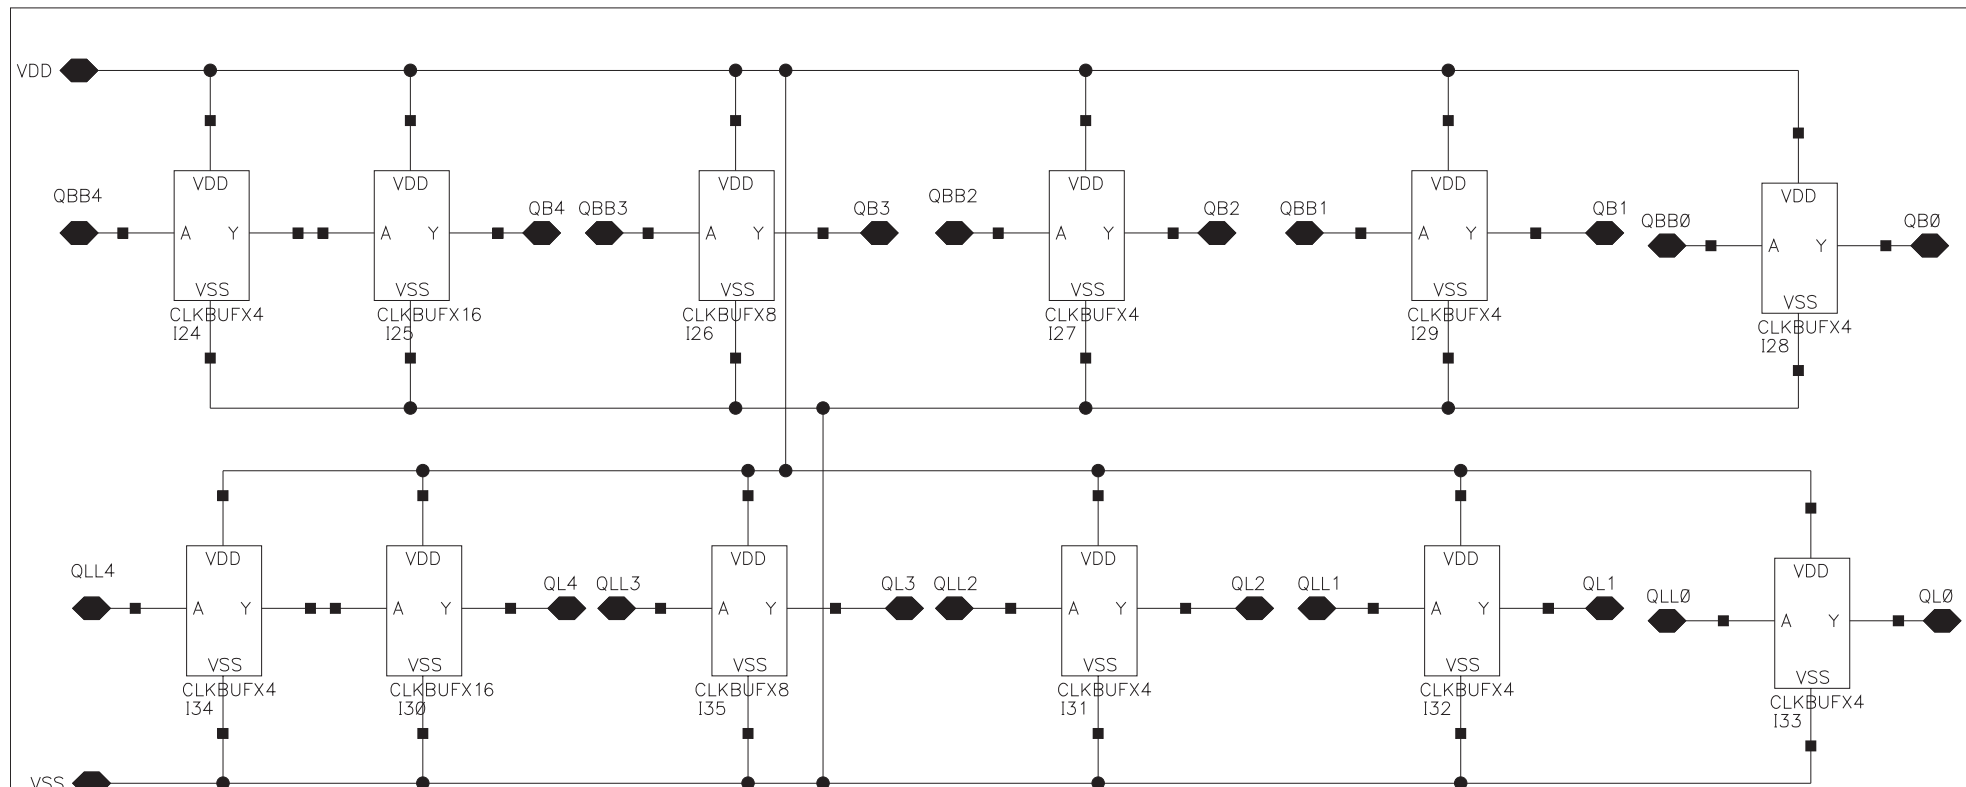 VDD
VDD VDD VDD VDD VDD VDD
QBB4 QB4 QBB3 QB3 QBB2 QB2 QBB1 QB1 QBBØ QBØ
A Y A Y A Y A Y A Y A Y
VSS VSS VSS VSS VSS VSS
CLKBUFX4 CLKBUFX16 CLKBUFX8 CLKBUFX4 CLKBUFX4 CLKBUFX4
I24 I25 I26 I27 I29 I28
VDD VDD VDD VDD VDD VDD
QLL4 QL4 QLL3 QL3 QLL2 QL2 QLL1 QL1 QLLØ QLØ
A Y A Y A Y A Y A Y A Y
VSS VSS VSS VSS VSS VSS
CLKBUFX4 CLKBUFX16 CLKBUFX8 CLKBUFX4 CLKBUFX4 CLKBUFX4
I34 I3Ø I35 I31 I32 I33
VSS